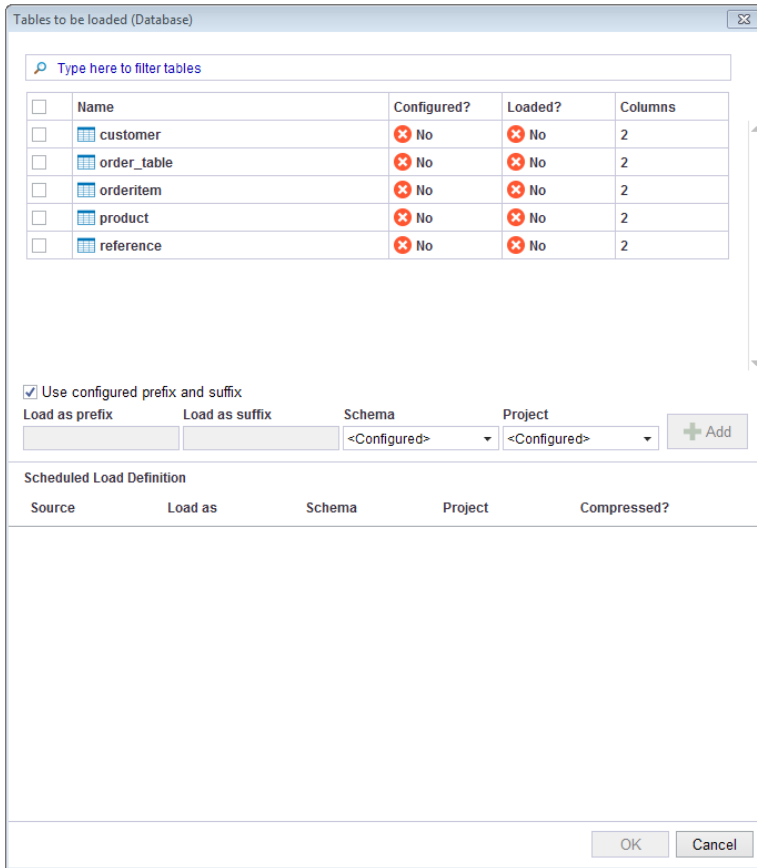 Tables to be loaded (Database)
Type here to filter tables
Name Configured? Loaded? Columns
customer No No 2
order_table No No 2
orderitem No No 2
product No No 2
reference No No 2
Use configured prefix and suffix
Load as prefix Load as suffix Schema Project
<Configured> <Configured> Add
Scheduled Load Definition
Source Load as Schema Project Compressed?
OK Cancel